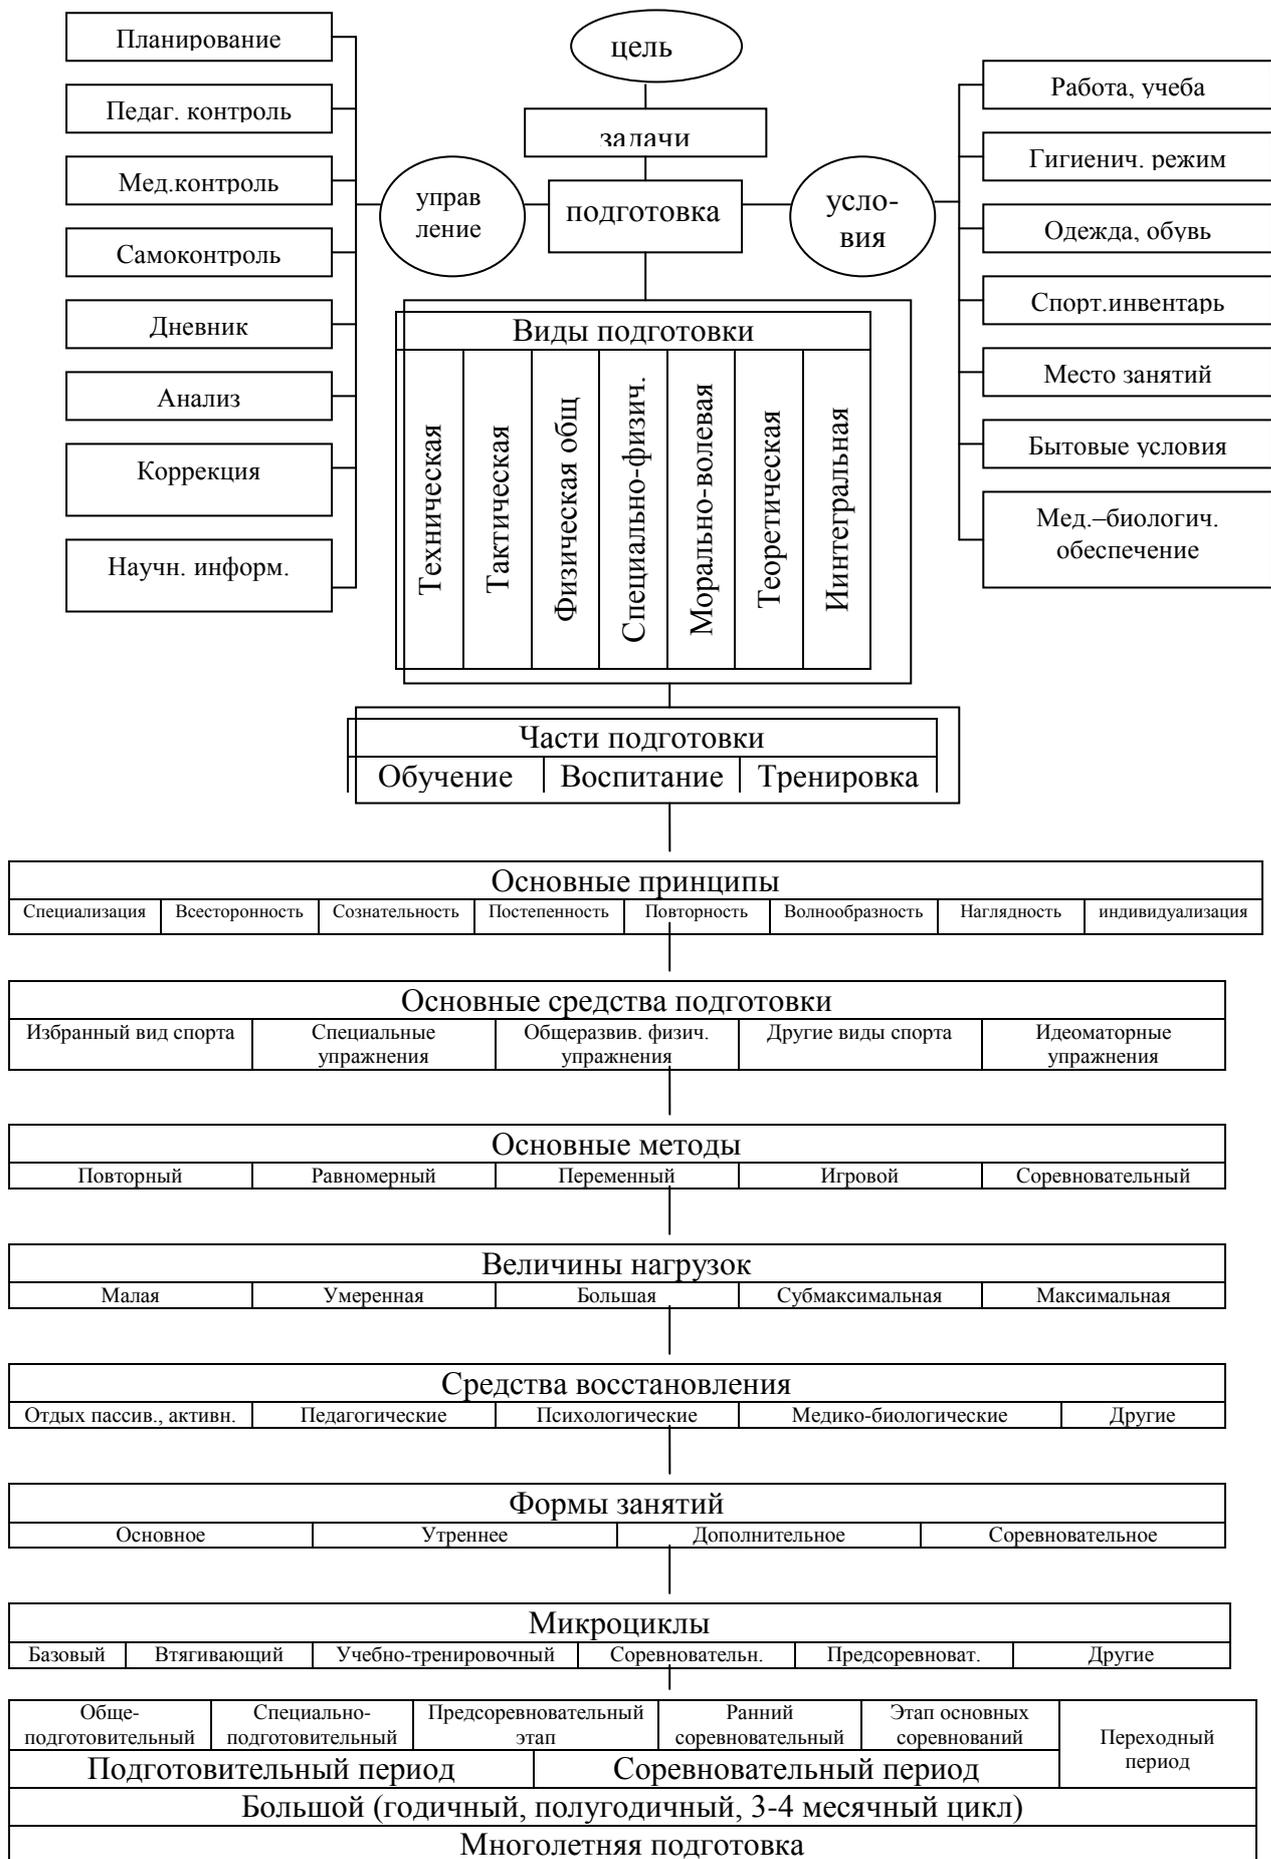 цель
задачи
подготовка
управ
ление
усло-
вия
Планирование
Педаг. контроль
Мед.контроль
Самоконтроль
Дневник
Анализ
Коррекция
Научн. информ.
Работа, учеба
Гигиенич. режим
Одежда, обувь
Спорт.инвентарь
Место занятий
Бытовые условия
Мед.–биологич.
обеспечение
Виды подготовки
Техническая
Тактическая
Физическая общ
Специально-физич.
Морально-волевая
Теоретическая
Иинтегральная
Части подготовки
Обучение Воспитание Тренировка
Основные принципы
Специализация Всесторонность Сознательность Постепенность Повторность Волнообразность Наглядность индивидуализация
Основные средства подготовки
Избранный вид спорта
Специальные
упражнения
Общеразвив. физич.
упражнения
Другие виды спорта
Идеоматорные
упражнения
Основные методы
Повторный Равномерный Переменный Игровой Соревновательный
Величины нагрузок
Малая Умеренная Большая Субмаксимальная Максимальная
Средства восстановления
Отдых пассив., активн. Педагогические Психологические Медико-биологические Другие
Формы занятий
Основное Утреннее Дополнительное Соревновательное
Микроциклы
Базовый Втягивающий Учебно-тренировочный Соревновательн. Предсоревноват. Другие
Обще-
подготовительный
Специально-
подготовительный
Предсоревновательный
этап
Ранний
соревновательный
Этап основных
соревнований
Переходный
период
Подготовительный период Соревновательный период
Большой (годичный, полугодичный, 3-4 месячный цикл)
Многолетняя подготовка